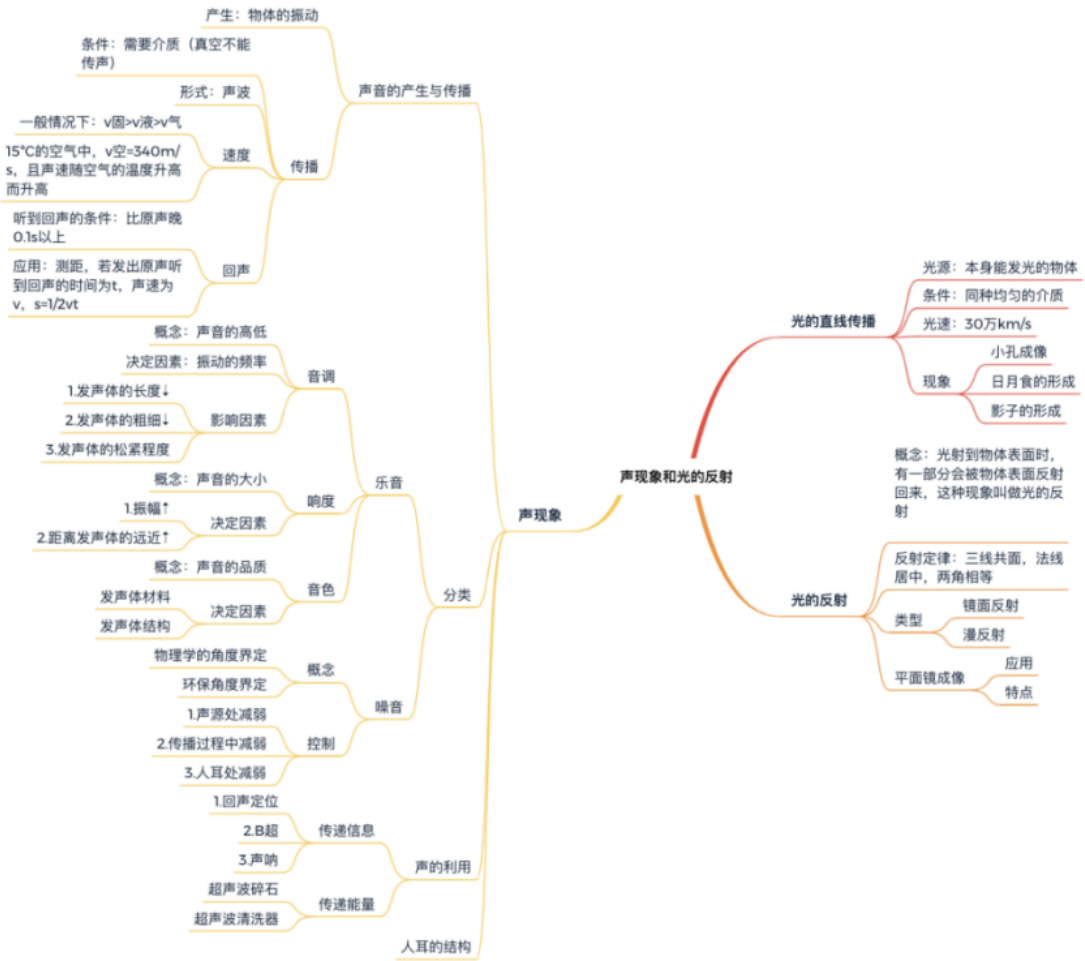 声现象和光的反射
声现象
声音的产生与传播
产生：物体的振动
传播
条件：需要介质（真空不能
传声）
形式：声波
速度
一般情况下：v固>v液>v气
15℃的空气中，v空=340m/
s，且声速随空气的温度升高
而升高
回声
听到回声的条件：比原声晚
0.1s以上
应用：测距，若发出原声听
到回声的时间为t，声速为
v，s=1/2vt
分类
乐音
音调
概念：声音的高低
决定因素：振动的频率
影响因素
1.发声体的长度↓
2.发声体的粗细↓
3.发声体的松紧程度
响度
概念：声音的大小
决定因素
1.振幅↑
2.距离发声体的远近↑
音色
概念：声音的品质
决定因素
发声体材料
发声体结构
噪音
概念
物理学的角度界定
环保角度界定
控制
1.声源处减弱
2.传播过程中减弱
3.人耳处减弱
声的利用
传递信息
1.回声定位
2.B超
3.声呐
传递能量
超声波碎石
超声波清洗器
人耳的结构
光的直线传播
光源：本身能发光的物体
条件：同种均匀的介质
光速：30万km/s
现象
小孔成像
日月食的形成
影子的形成
光的反射
概念：光射到物体表面时，
有一部分会被物体表面反射
回来，这种现象叫做光的反
射
反射定律：三线共面，法线
居中，两角相等
类型
镜面反射
漫反射
平面镜成像
应用
特点